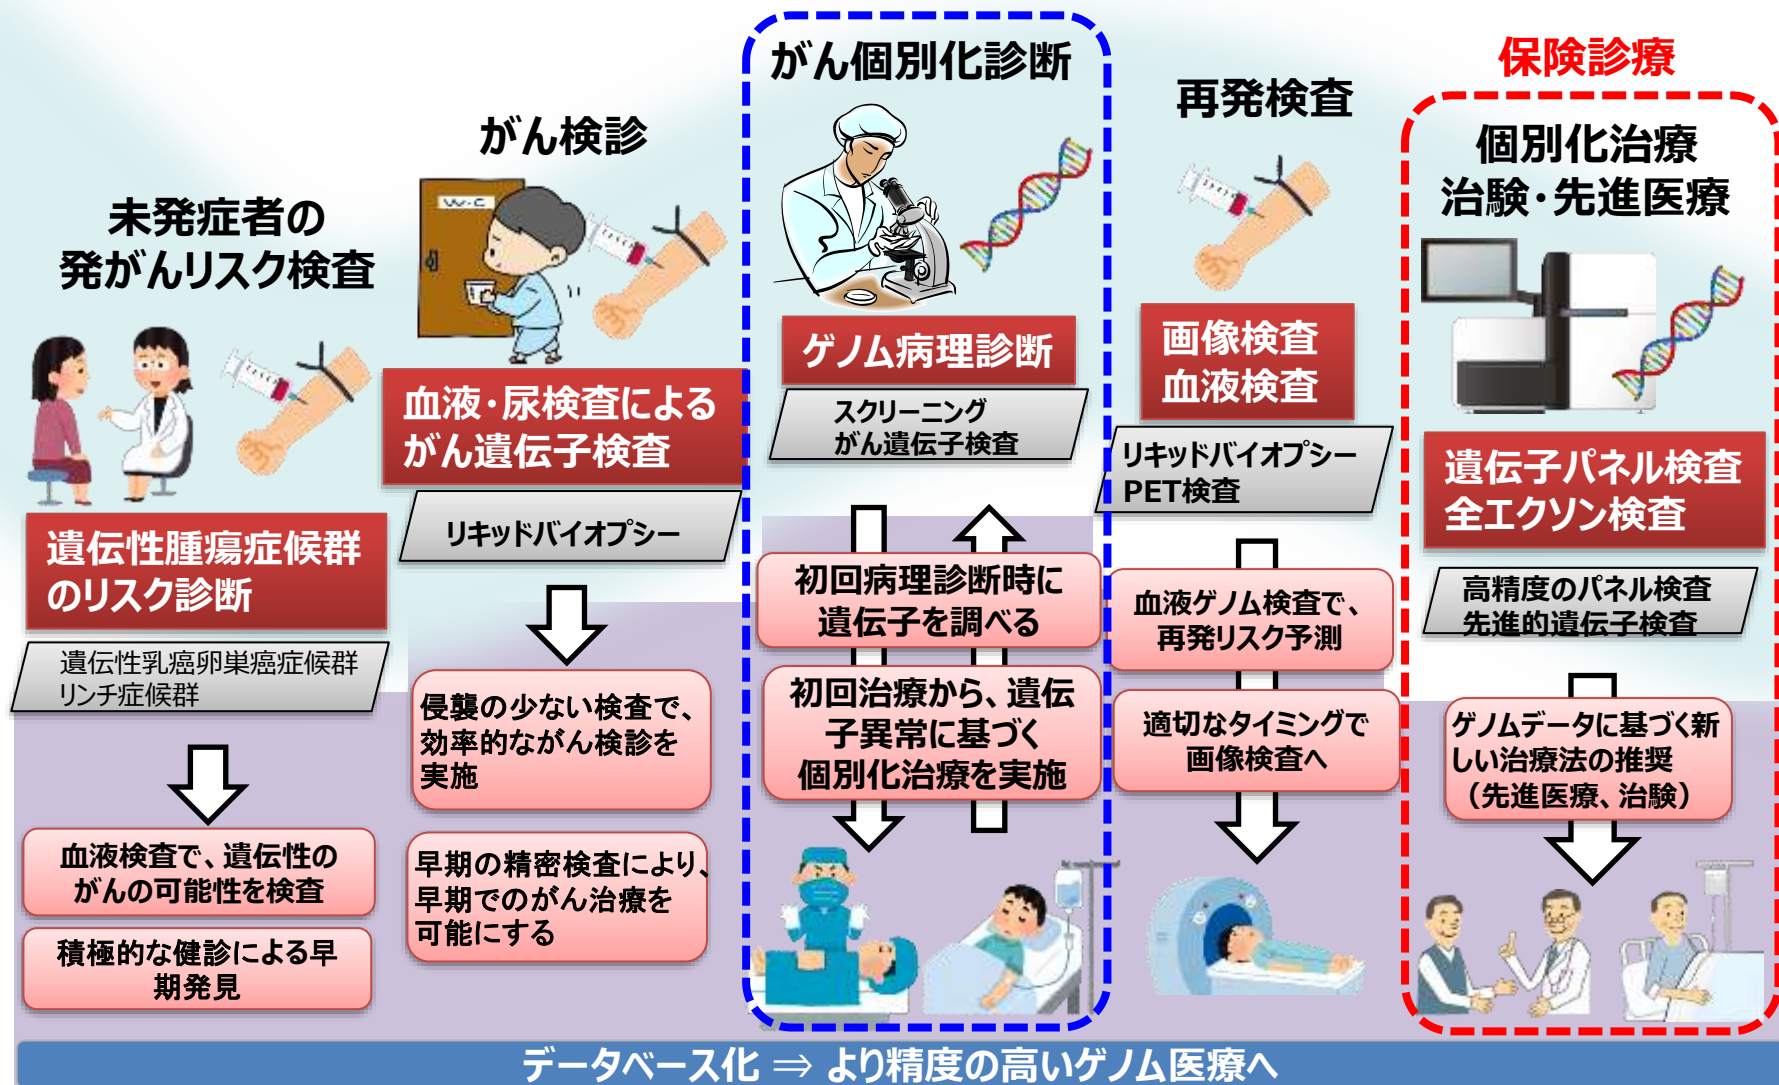 未発症者の
発がんリスク検査
遺伝性腫瘍症候群
のリスク診断
遺伝性乳癌卵巣癌症候群
リンチ症候群
血液検査で、遺伝性の
がんの可能性を検査
積極的な健診による早
期発見
がん検診
W・C
血液・尿検査による
がん遺伝子検査
リキッドバイオプシー
侵襲の少ない検査で、
効率的ながん検診を
実施
早期の精密検査により、
早期でのがん治療を
可能にする
がん個別化診断
ゲノム病理診断
スクリーニング
がん遺伝子検査
初回病理診断時に
遺伝子を調べる
初回治療から、遺伝
子異常に基づく
個別化治療を実施
再発検査
画像検査
血液検査
リキッドバイオプシー
PET検査
血液ゲノム検査で、
再発リスク予測
適切なタイミングで
画像検査へ
保険診療
個別化治療
治験・先進医療
遺伝子パネル検査
全エクソン検査
高精度のパネル検査
先進的遺伝子検査
ゲノムデータに基づく新
しい治療法の推奨
（先進医療、治験）
データベース化 ⇒ より精度の高いゲノム医療へ